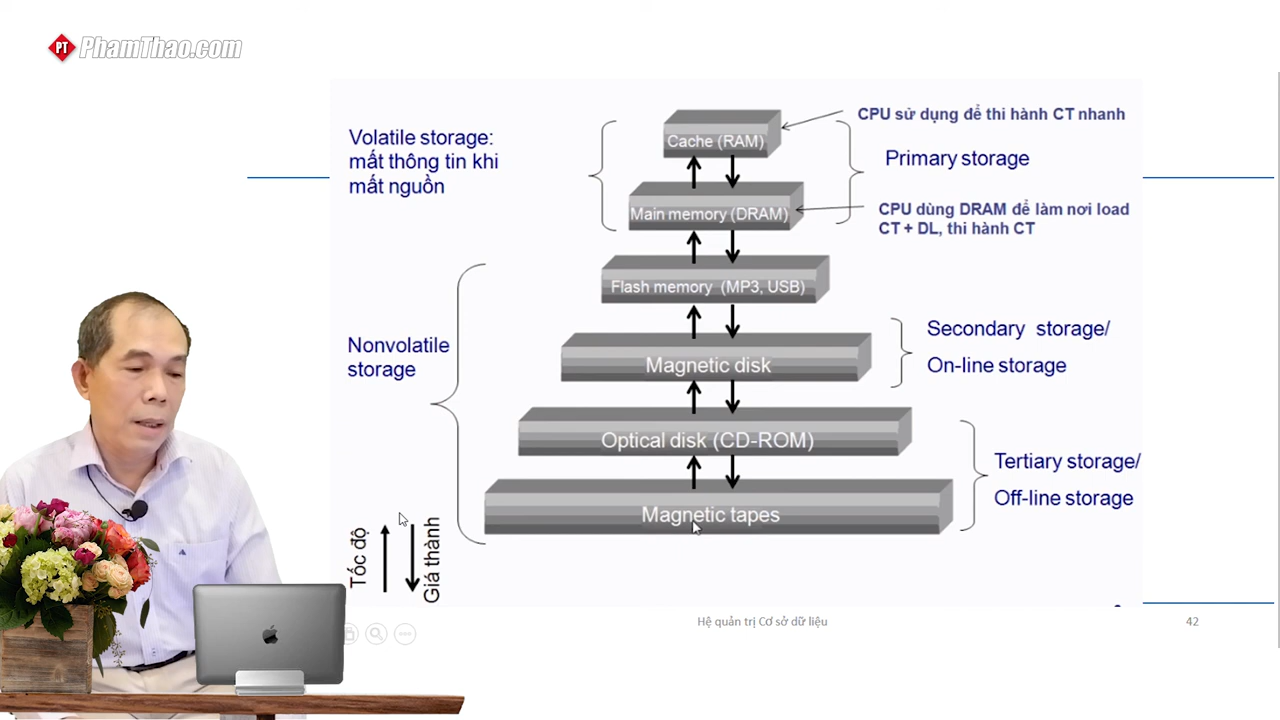 PT PhamThao.com
Volatile storage:
mất thông tin khi
mất nguồn
Cache (RAM)
CPU sử dụng để thi hành CT nhanh
Primary storage
Main memory (DRAM)
CPU dùng DRAM để làm nơi load
CT + DL, thi hành CT
Flash memory (MP3, USB)
Nonvolatile
storage
Magnetic disk
Secondary storage/
On-line storage
Optical disk (CD-ROM)
Tertiary storage/
Off-line storage
Magnetic tapes
Tốc độ
Giá thành
Hệ quản trị Cơ sở dữ liệu
42